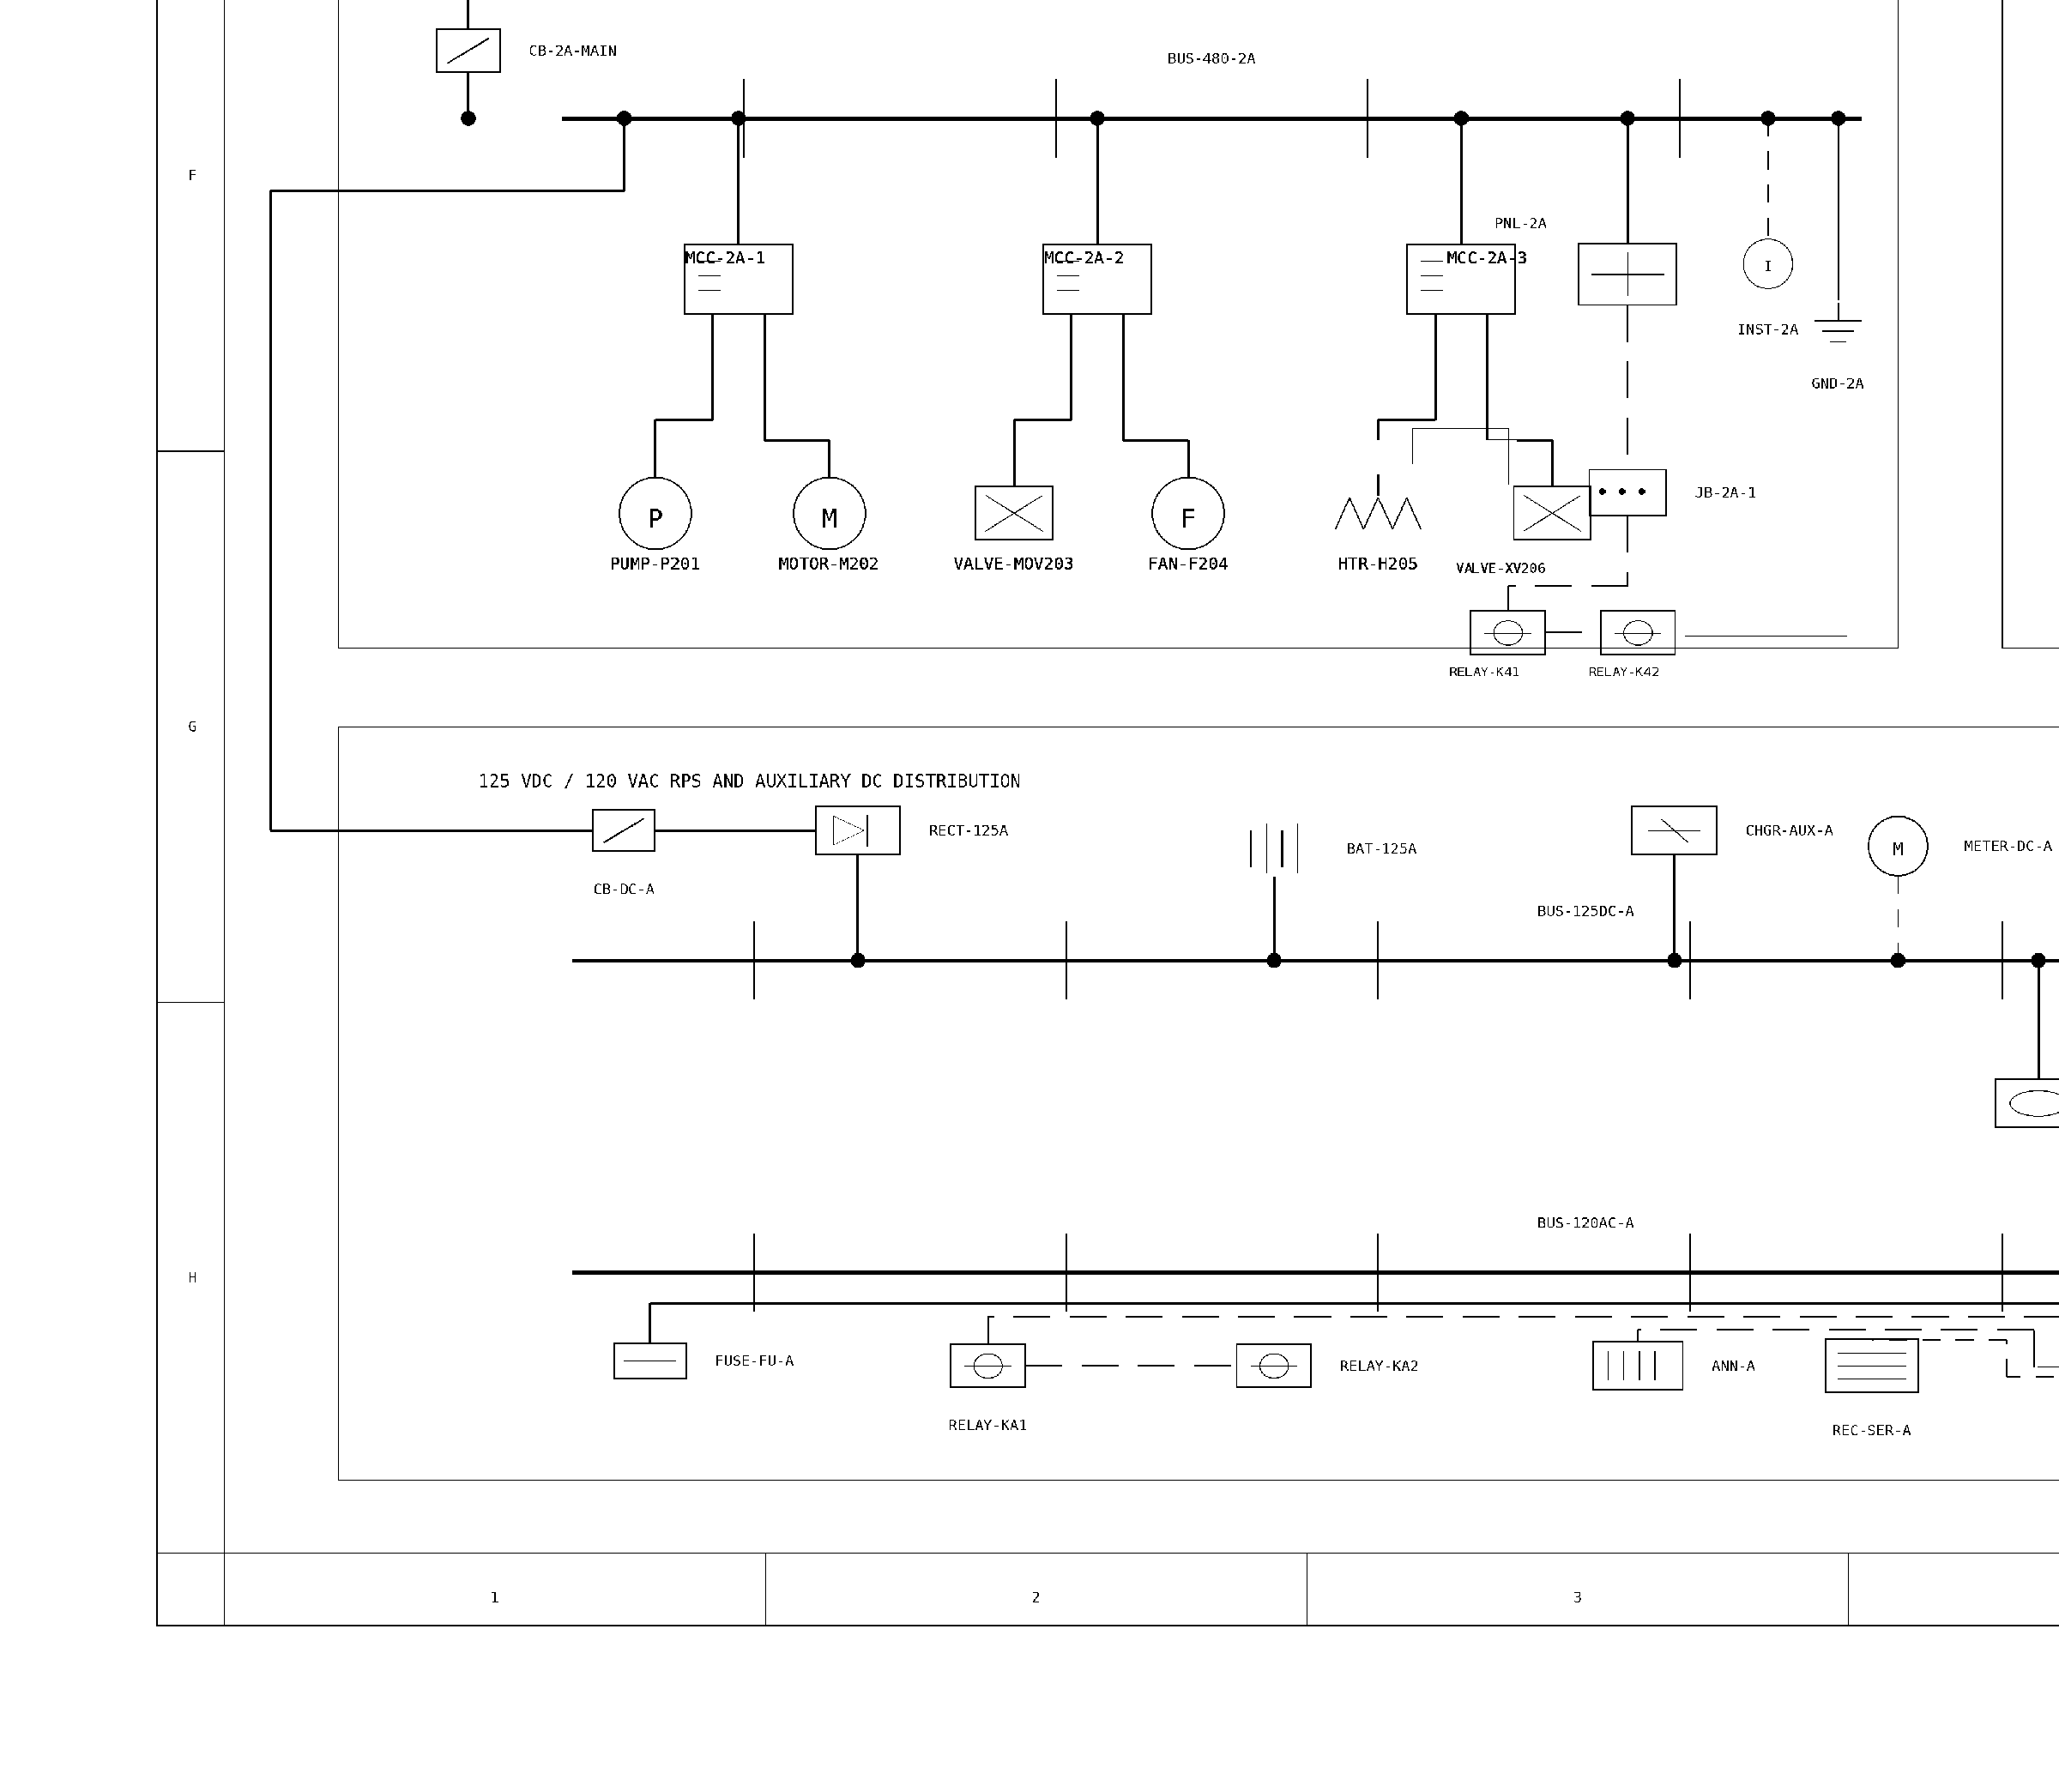 CB-2A-MAIN
BUS-480-2A
F
PNL-2A
MCC-2A-1
MCC-2A-2
MCC-2A-3
I
INST-2A
GND-2A
P
M
F
JB-2A-1
PUMP-P201
MOTOR-M202
VALVE-MOV203
FAN-F204
HTR-H205
VALVE-XV206
RELAY-K41
RELAY-K42
G
125 VDC / 120 VAC RPS AND AUXILIARY DC DISTRIBUTION
RECT-125A
BAT-125A
CHGR-AUX-A
M
METER-DC-A
CB-DC-A
BUS-125DC-A
BUS-120AC-A
H
FUSE-FU-A
RELAY-KA2
ANN-A
RELAY-KA1
REC-SER-A
1
2
3